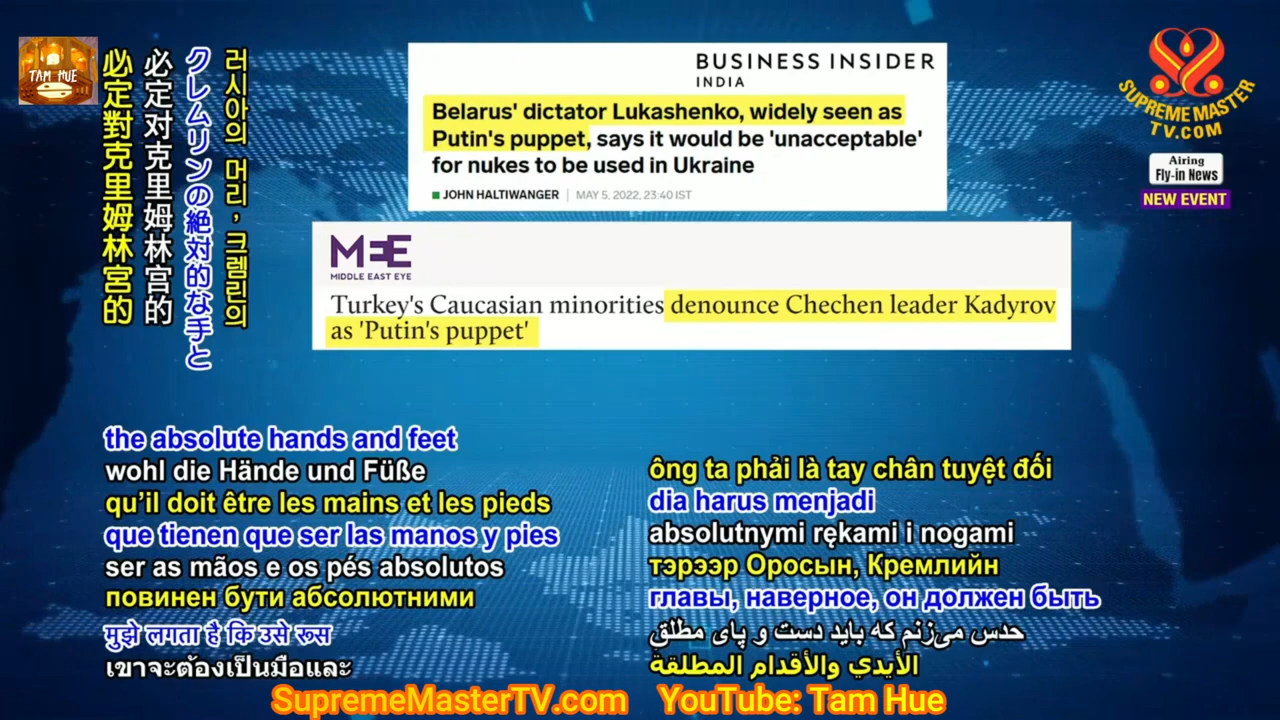 TAM HUE
必定對克里姆林宮的
必定对克里姆林宫的
クレムリンの絶対的な手と
러시아의 머리, 크렘린의
BUSINESS INSIDER
INDIA
Belarus' dictator Lukashenko, widely seen as
Putin's puppet, says it would be 'unacceptable'
for nukes to be used in Ukraine
JOHN HALTIWANGER | MAY 5, 2022, 23:40 IST
MEE
MIDDLE EAST EYE
Turkey's Caucasian minorities denounce Chechen leader Kadyrov
as 'Putin's puppet'
SUPREME MASTER
TV.COM
Airing
Fly-in News
NEW EVENT
the absolute hands and feet
wohl die Hände und Füße
qu’il doit être les mains et les pieds
que tienen que ser las manos y pies
ser as mãos e os pés absolutos
повинен бути абсолютними
मुझे लगता है कि उसे रूस
เขาจะต้องเป็นมือและ
ông ta phải là tay chân tuyệt đối
dia harus menjadi
absolutnymi rękami i nogami
тэрээр Оросын, Кремлийн
главы, наверное, он должен быть
حدس می‌زنم که باید دست و پای مطلق
الأيدي والأقدام المطلقة
SupremeMasterTV.com YouTube: Tam Hue